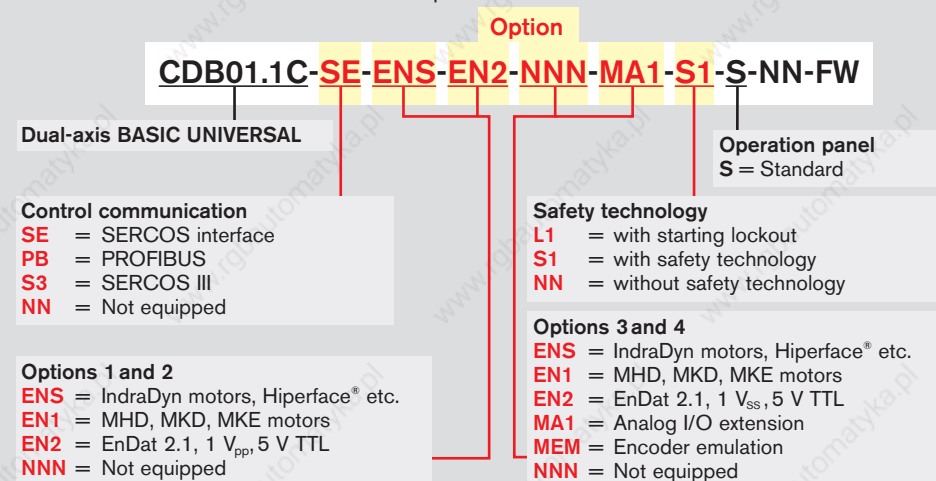 Option
CDB01.1C-SE-ENS-EN2-NNN-MA1-S1-S-NN-FW
Dual-axis BASIC UNIVERSAL
Operation panel
S = Standard
Control communication
SE = SERCOS interface
PB = PROFIBUS
S3 = SERCOS III
NN = Not equipped
Safety technology
L1 = with starting lockout
S1 = with safety technology
NN = without safety technology
Options 1 and 2
ENS = IndraDyn motors, Hiperface® etc.
EN1 = MHD, MKD, MKE motors
EN2 = EnDat 2.1, 1 Vpp, 5 V TTL
NNN = Not equipped
Options 3 and 4
ENS = IndraDyn motors, Hiperface® etc.
EN1 = MHD, MKD, MKE motors
EN2 = EnDat 2.1, 1 Vss, 5 V TTL
MA1 = Analog I/O extension
MEM = Encoder emulation
NNN = Not equipped
www.rgbautomatyka.pl